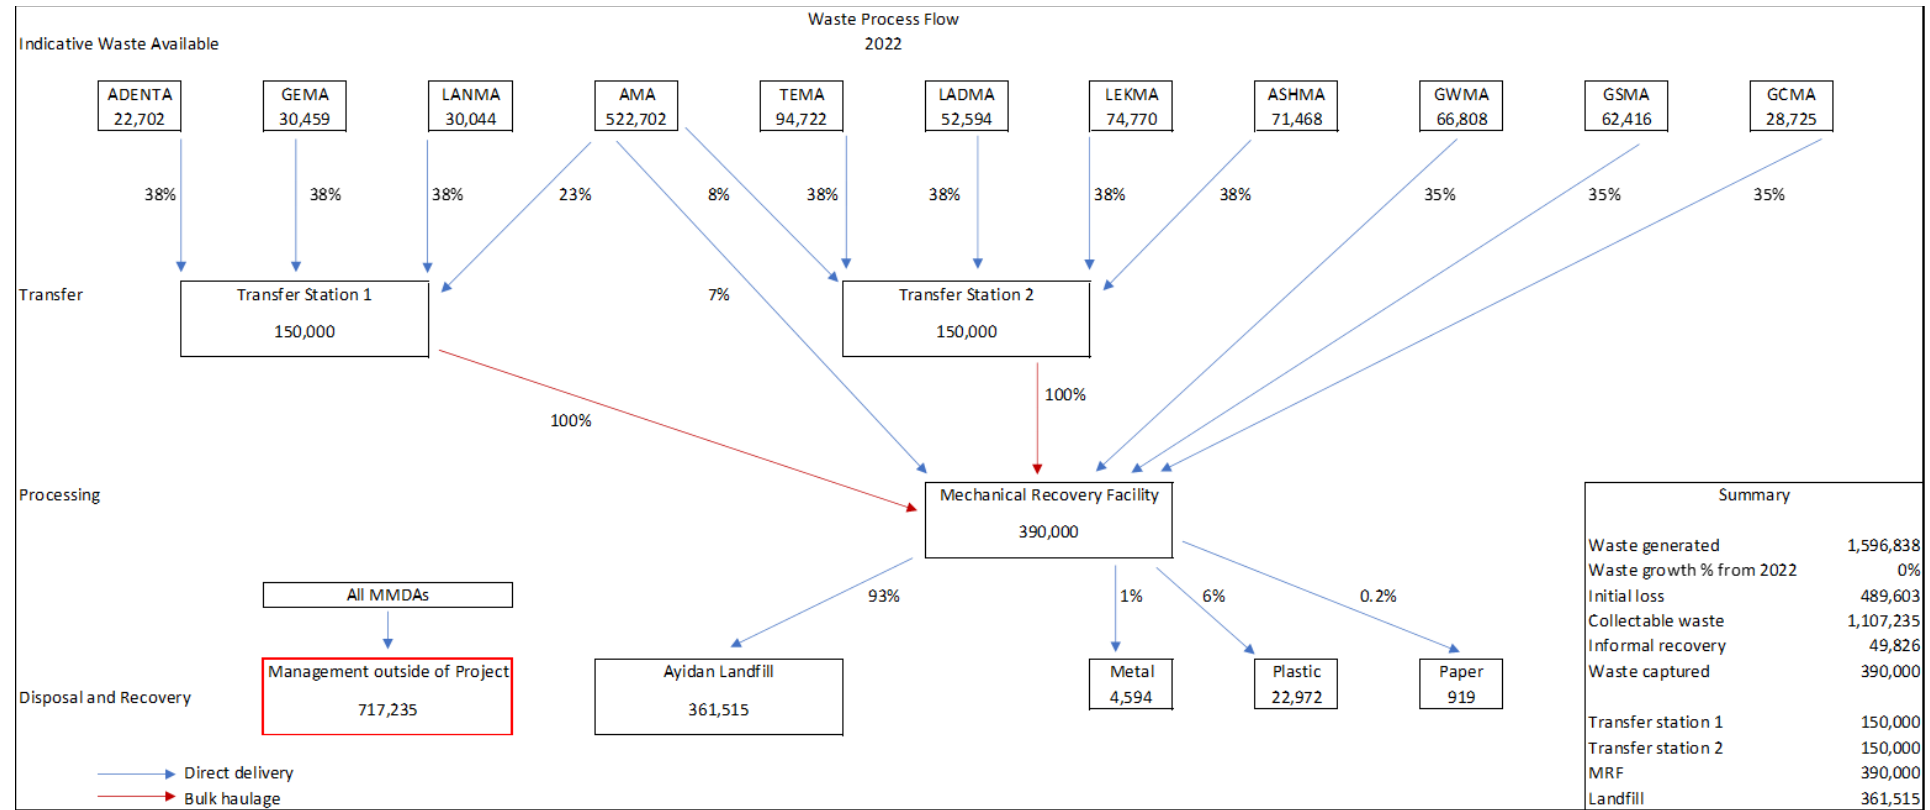 Waste Process Flow
Indicative Waste Available
2022
ADENTA
22,702
GEMA
30,459
LANMA
30,044
AMA
522,702
TEMA
94,722
LADMA
52,594
LEKMA
74,770
ASHMA
71,468
GWMA
66,808
GSMA
62,416
GCMA
28,725
38%
38%
38%
23%
8%
38%
38%
38%
38%
35%
35%
35%
Transfer
Transfer Station 1
150,000
7%
Transfer Station 2
150,000
100%
100%
Processing
Mechanical Recovery Facility
390,000
93%
1%
6%
0.2%
All MMDAs
Disposal and Recovery
Management outside of Project
717,235
Ayidan Landfill
361,515
Metal
4,594
Plastic
22,972
Paper
919
Direct delivery
Bulk haulage
Summary
Waste generated 1,596,838
Waste growth % from 2022 0%
Initial loss 489,603
Collectable waste 1,107,235
Informal recovery 49,826
Waste captured 390,000
Transfer station 1 150,000
Transfer station 2 150,000
MRF 390,000
Landfill 361,515